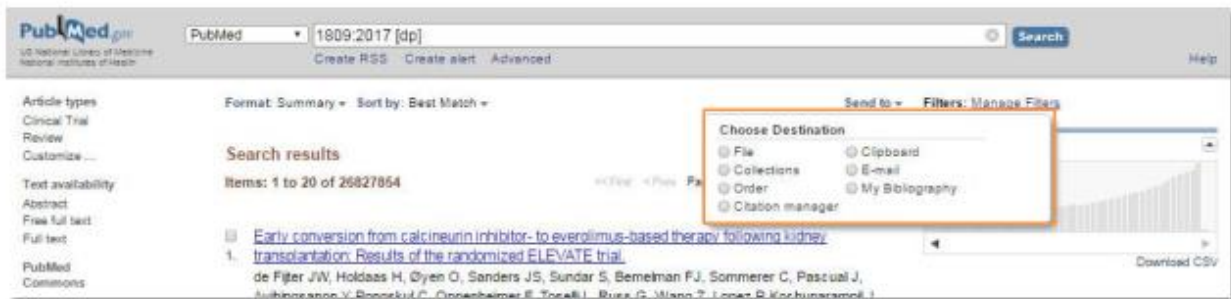 PubMed.gov
US National Library of Medicine
National Institutes of Health
PubMed
1809:2017 [dp]
Search
Create RSS Create alert Advanced
Help
Article types
Clinical Trial
Review
Customize ...
Text availability
Abstract
Free full text
Full text
PubMed
Commons
Format: Summary Sort by: Best Match
Send to
Filters: Manage Filters
Search results
Items: 1 to 20 of 26827854
<<First <Prev Pa
Choose Destination
File Clipboard
Collections E-mail
Order My Bibliography
Citation manager
Download CSV
Early conversion from calcineurin inhibitor- to everolimus-based therapy following kidney
1. transplantation: Results of the randomized ELEVATE trial.
de Fijter JW, Holdaas H, Øyen O, Sanders JS, Sundar S, Bemelman FJ, Sommerer C, Pascual J,